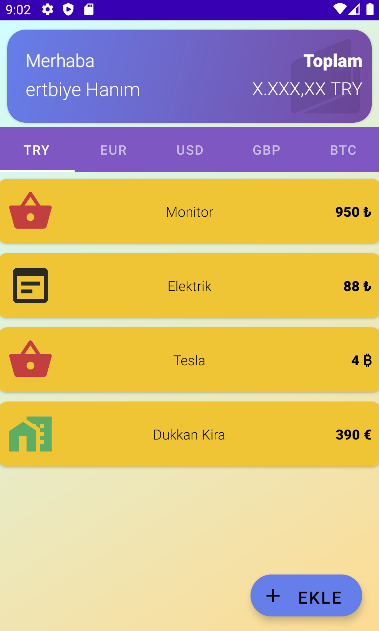 9:02
Merhaba
Toplam
ertbiye Hanım
X.XXX,XX TRY
TRY EUR USD GBP BTC
Monitor 950 ₺
Elektrik 88 ₺
Tesla 4 ₿
Dukkan Kira 390 €
+ EKLE